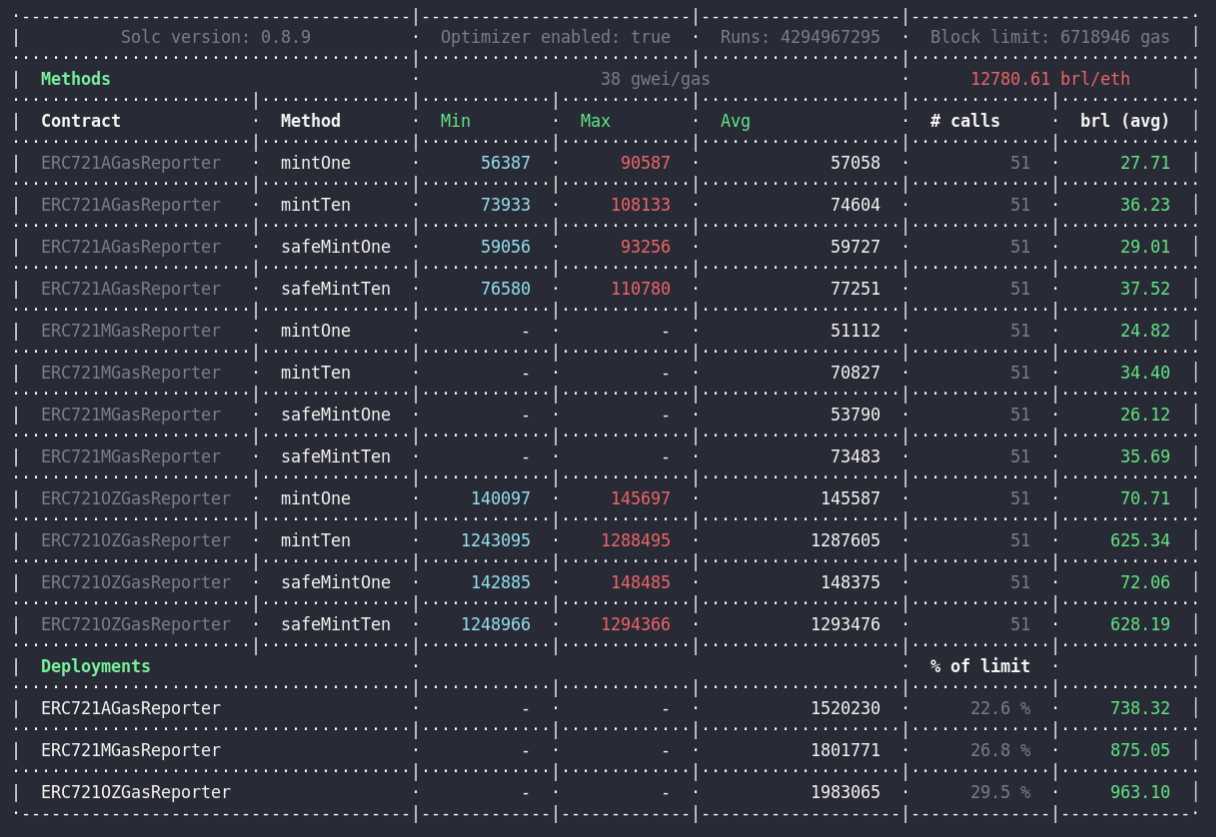 Solc version: 0.8.9 · Optimizer enabled: true · Runs: 4294967295 · Block limit: 6718946 gas
Methods · 38 gwei/gas · 12780.61 brl/eth
Contract · Method · Min · Max · Avg · # calls · brl (avg)
ERC721AGasReporter · mintOne · 56387 · 90587 · 57058 · 51 · 27.71
ERC721AGasReporter · mintTen · 73933 · 108133 · 74604 · 51 · 36.23
ERC721AGasReporter · safeMintOne · 59056 · 93256 · 59727 · 51 · 29.01
ERC721AGasReporter · safeMintTen · 76580 · 110780 · 77251 · 51 · 37.52
ERC721MGasReporter · mintOne · - · - · 51112 · 51 · 24.82
ERC721MGasReporter · mintTen · - · - · 70827 · 51 · 34.40
ERC721MGasReporter · safeMintOne · - · - · 53790 · 51 · 26.12
ERC721MGasReporter · safeMintTen · - · - · 73483 · 51 · 35.69
ERC721OZGasReporter · mintOne · 140097 · 145697 · 145587 · 51 · 70.71
ERC721OZGasReporter · mintTen · 1243095 · 1288495 · 1287605 · 51 · 625.34
ERC721OZGasReporter · safeMintOne · 142885 · 148485 · 148375 · 51 · 72.06
ERC721OZGasReporter · safeMintTen · 1248966 · 1294366 · 1293476 · 51 · 628.19
Deployments · · % of limit ·
ERC721AGasReporter · - · - · 1520230 · 22.6 % · 738.32
ERC721MGasReporter · - · - · 1801771 · 26.8 % · 875.05
ERC721OZGasReporter · - · - · 1983065 · 29.5 % · 963.10